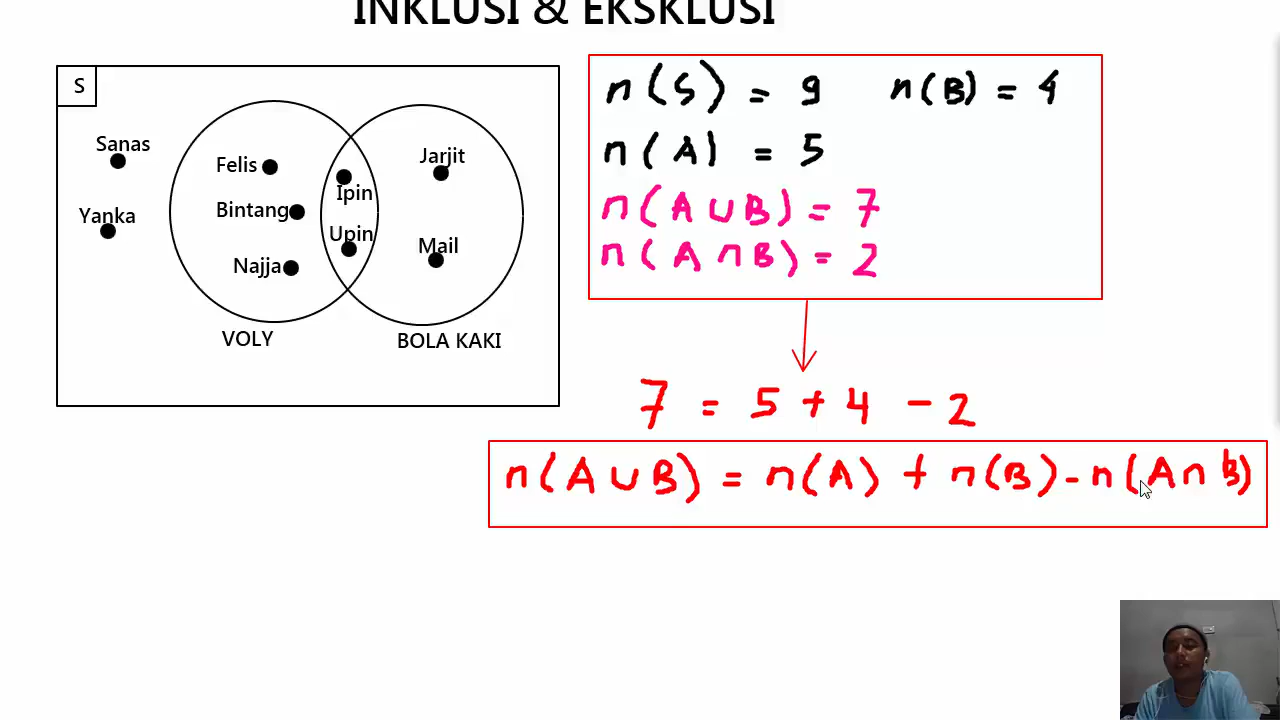 INKLUSI & EKSKLUSI
S
Sanas
Yanka
Felis
Bintang
Najja
Ipin
Upin
Jarjit
Mail
VOLY
BOLA KAKI
n(S) = 9 n(B) = 4
n(A) = 5
n(A∪B) = 7
n(A∩B) = 2
7 = 5 + 4 - 2
n(A∪B) = n(A) + n(B) - n(A∩B)